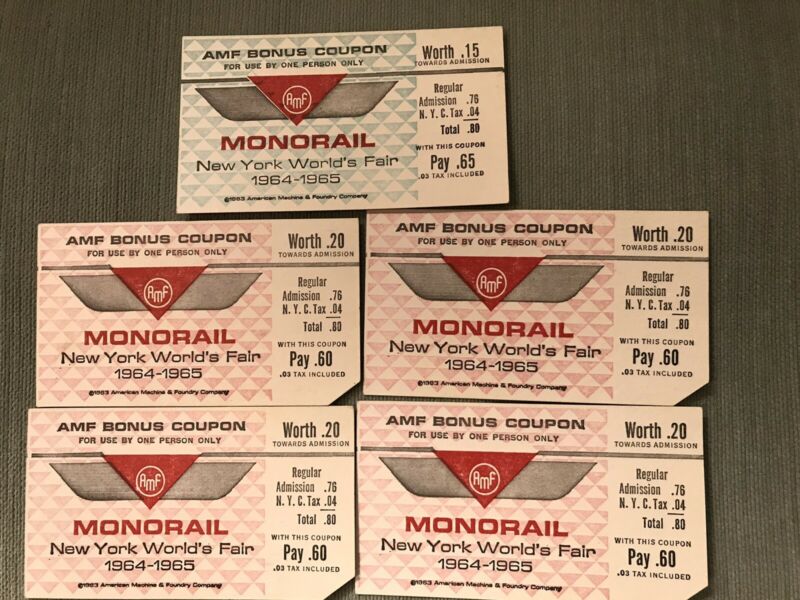 AMF BONUS COUPON
FOR USE BY ONE PERSON ONLY
Worth .15
TOWARDS ADMISSION
AMF
MONORAIL
New York World's Fair
1964-1965
©1963 American Machine & Foundry Company
Regular
Admission .76
N.Y.C. Tax .04
Total .80
WITH THIS COUPON
Pay .65
.03 TAX INCLUDED
AMF BONUS COUPON
FOR USE BY ONE PERSON ONLY
Worth .20
TOWARDS ADMISSION
AMF
MONORAIL
New York World's Fair
1964-1965
©1963 American Machine & Foundry Company
Regular
Admission .76
N.Y.C. Tax .04
Total .80
WITH THIS COUPON
Pay .60
.03 TAX INCLUDED
AMF BONUS COUPON
FOR USE BY ONE PERSON ONLY
Worth .20
TOWARDS ADMISSION
AMF
MONORAIL
New York World's Fair
1964-1965
©1963 American Machine & Foundry Company
Regular
Admission .76
N.Y.C. Tax .04
Total .80
WITH THIS COUPON
Pay .60
.03 TAX INCLUDED
AMF BONUS COUPON
FOR USE BY ONE PERSON ONLY
Worth .20
TOWARDS ADMISSION
AMF
MONORAIL
New York World's Fair
1964-1965
©1963 American Machine & Foundry Company
Regular
Admission .76
N.Y.C. Tax .04
Total .80
WITH THIS COUPON
Pay .60
.03 TAX INCLUDED
AMF BONUS COUPON
FOR USE BY ONE PERSON ONLY
Worth .20
TOWARDS ADMISSION
AMF
MONORAIL
New York World's Fair
1964-1965
©1963 American Machine & Foundry Company
Regular
Admission .76
N.Y.C. Tax .04
Total .80
WITH THIS COUPON
Pay .60
.03 TAX INCLUDED